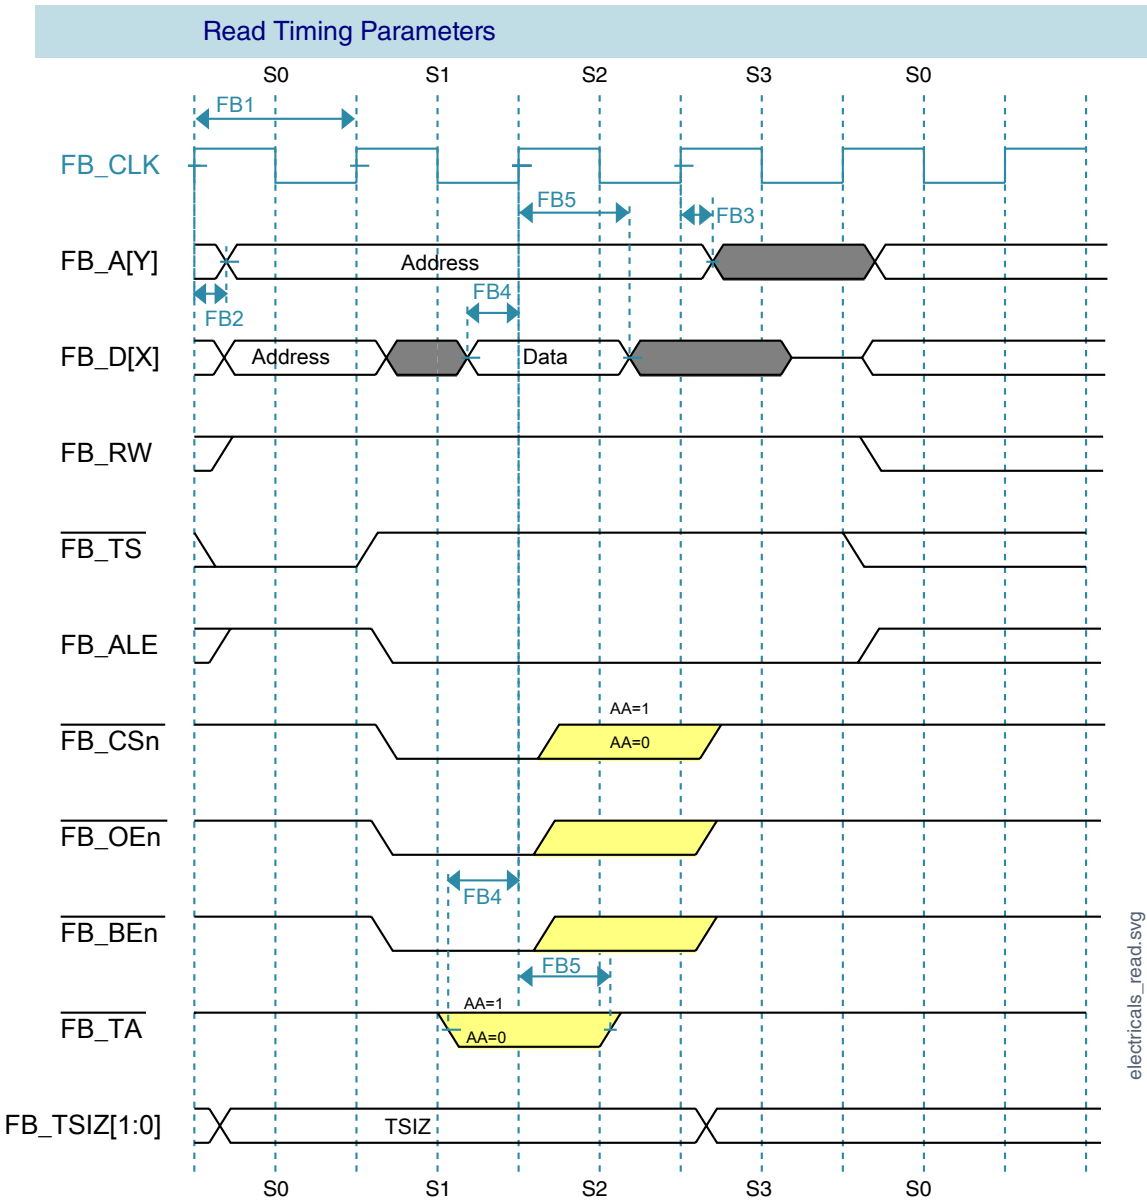 Read Timing Parameters
S0 S1 S2 S3 S0
FB1
FB_CLK
FB5
FB3
FB_A[Y]
Address
FB4
FB2
FB_D[X]
Address
Data
FB_RW
FB_TS
FB_ALE
AA=1
FB_CSn
AA=0
FB_OEn
FB4
FB_BEn
FB5
AA=1
FB_TA
AA=0
FB_TSIZ[1:0]
TSIZ
S0 S1 S2 S3 S0
electricals_read.svg